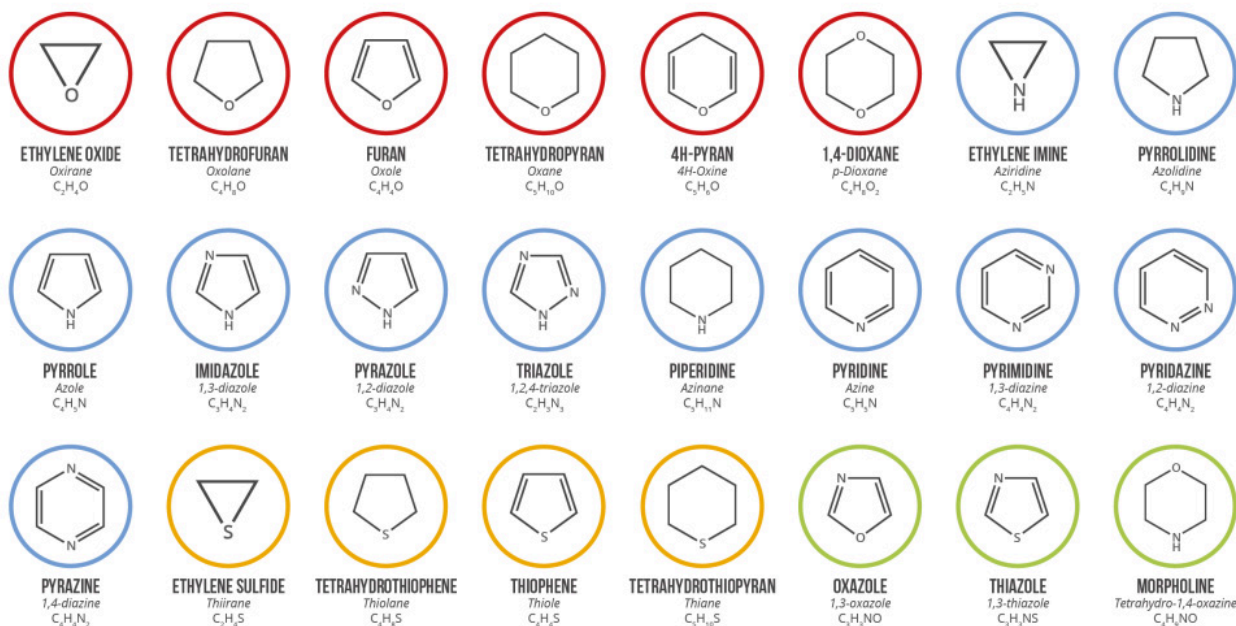 O
ETHYLENE OXIDE
Oxirane
C₂H₄O
O
TETRAHYDROFURAN
Oxolane
C₄H₈O
O
FURAN
Oxole
C₄H₄O
O
TETRAHYDROPYRAN
Oxane
C₅H₁₀O
O
4H-PYRAN
4H-Oxine
C₅H₆O
O
O
1,4-DIOXANE
p-Dioxane
C₄H₈O₂
N
H
ETHYLENE IMINE
Aziridine
C₂H₅N
N
H
PYRROLIDINE
Azolidine
C₄H₉N
N
H
PYRROLE
Azole
C₄H₅N
N
N
H
IMIDAZOLE
1,3-diazole
C₃H₄N₂
N
N
H
PYRAZOLE
1,2-diazole
C₃H₄N₂
N
N
N
H
TRIAZOLE
1,2,4-triazole
C₂H₃N₃
N
H
PIPERIDINE
Azinane
C₅H₁₁N
N
PYRIDINE
Azine
C₅H₅N
N
N
PYRIMIDINE
1,3-diazine
C₄H₄N₂
N
N
PYRIDAZINE
1,2-diazine
C₄H₄N₂
N
N
PYRAZINE
1,4-diazine
C₄H₄N₂
S
ETHYLENE SULFIDE
Thiirane
C₂H₄S
S
TETRAHYDROTHIOPHENE
Thiolane
C₄H₈S
S
THIOPHENE
Thiole
C₄H₄S
S
TETRAHYDROTHIOPYRAN
Thiane
C₅H₁₀S
N
O
OXAZOLE
1,3-oxazole
C₃H₃NO
N
S
THIAZOLE
1,3-thiazole
C₃H₃NS
O
N
H
MORPHOLINE
Tetrahydro-1,4-oxazine
C₄H₉NO